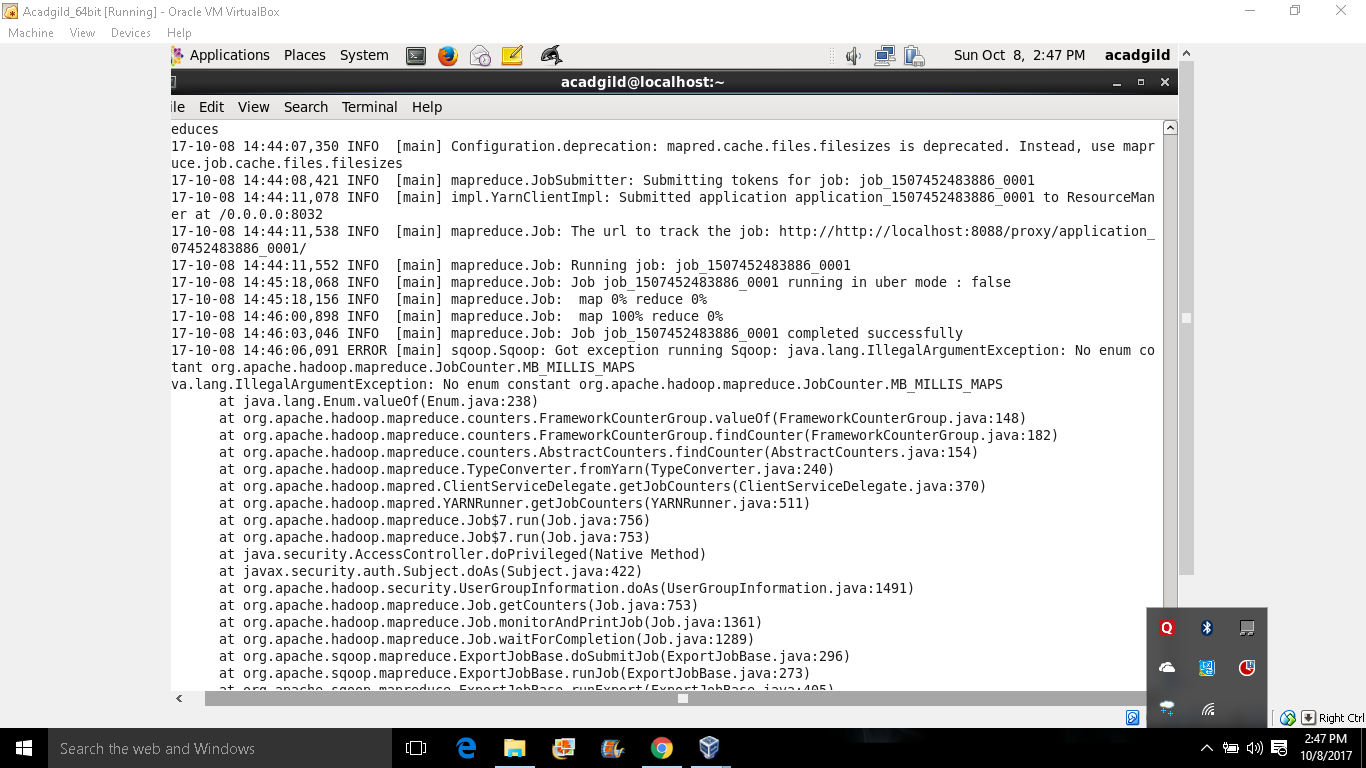 Acadgild_64bit [Running] - Oracle VM VirtualBox
Machine View Devices Help
Applications Places System Sun Oct 8, 2:47 PM acadgild
acadgild@localhost:~
ile Edit View Search Terminal Help
educes
17-10-08 14:44:07,350 INFO  [main] Configuration.deprecation: mapred.cache.files.filesizes is deprecated. Instead, use mapr
uce.job.cache.files.filesizes
17-10-08 14:44:08,421 INFO  [main] mapreduce.JobSubmitter: Submitting tokens for job: job_1507452483886_0001
17-10-08 14:44:11,078 INFO  [main] impl.YarnClientImpl: Submitted application application_1507452483886_0001 to ResourceMan
er at /0.0.0.0:8032
17-10-08 14:44:11,538 INFO  [main] mapreduce.Job: The url to track the job: http://http://localhost:8088/proxy/application_
07452483886_0001/
17-10-08 14:44:11,552 INFO  [main] mapreduce.Job: Running job: job_1507452483886_0001
17-10-08 14:45:18,068 INFO  [main] mapreduce.Job: Job job_1507452483886_0001 running in uber mode : false
17-10-08 14:45:18,156 INFO  [main] mapreduce.Job:  map 0% reduce 0%
17-10-08 14:46:00,898 INFO  [main] mapreduce.Job:  map 100% reduce 0%
17-10-08 14:46:03,046 INFO  [main] mapreduce.Job: Job job_1507452483886_0001 completed successfully
17-10-08 14:46:06,091 ERROR [main] sqoop.Sqoop: Got exception running Sqoop: java.lang.IllegalArgumentException: No enum co
tant org.apache.hadoop.mapreduce.JobCounter.MB_MILLIS_MAPS
va.lang.IllegalArgumentException: No enum constant org.apache.hadoop.mapreduce.JobCounter.MB_MILLIS_MAPS
at java.lang.Enum.valueOf(Enum.java:238)
at org.apache.hadoop.mapreduce.counters.FrameworkCounterGroup.valueOf(FrameworkCounterGroup.java:148)
at org.apache.hadoop.mapreduce.counters.FrameworkCounterGroup.findCounter(FrameworkCounterGroup.java:182)
at org.apache.hadoop.mapreduce.counters.AbstractCounters.findCounter(AbstractCounters.java:154)
at org.apache.hadoop.mapreduce.TypeConverter.fromYarn(TypeConverter.java:240)
at org.apache.hadoop.mapred.ClientServiceDelegate.getJobCounters(ClientServiceDelegate.java:370)
at org.apache.hadoop.mapred.YARNRunner.getJobCounters(YARNRunner.java:511)
at org.apache.hadoop.mapreduce.Job$7.run(Job.java:756)
at org.apache.hadoop.mapreduce.Job$7.run(Job.java:753)
at java.security.AccessController.doPrivileged(Native Method)
at javax.security.auth.Subject.doAs(Subject.java:422)
at org.apache.hadoop.security.UserGroupInformation.doAs(UserGroupInformation.java:1491)
at org.apache.hadoop.mapreduce.Job.getCounters(Job.java:753)
at org.apache.hadoop.mapreduce.Job.monitorAndPrintJob(Job.java:1361)
at org.apache.hadoop.mapreduce.Job.waitForCompletion(Job.java:1289)
at org.apache.sqoop.mapreduce.ExportJobBase.doSubmitJob(ExportJobBase.java:296)
at org.apache.sqoop.mapreduce.ExportJobBase.runJob(ExportJobBase.java:273)
at org.apache.sqoop.mapreduce.ExportJobBase.runExport(ExportJobBase.java:405)
Right Ctrl
Search the web and Windows
2:47 PM
10/8/2017